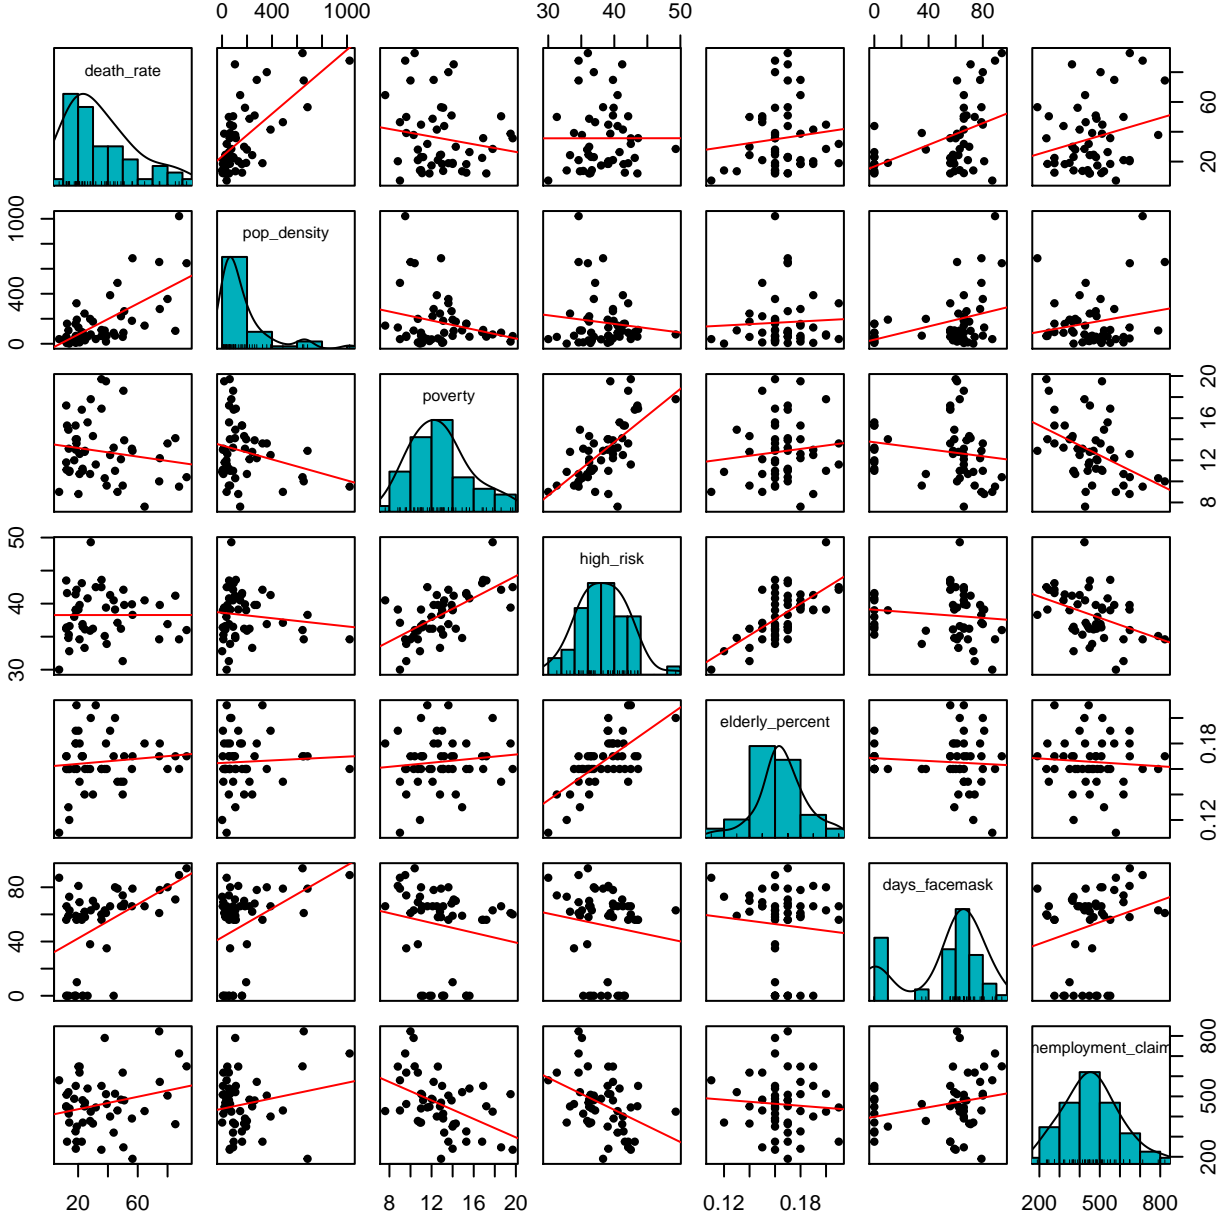 0 400 1000 30 40 50 0 40 80
death_rate
20 60
0 400 1000
pop_density
poverty
8 12 16 20
30 40 50
high_risk
elderly_percent
0.12 0.18
0 40 80
days_facemask
nemployment_claim
200 500 800
20 60 8 12 16 20 0.12 0.18 200 500 800